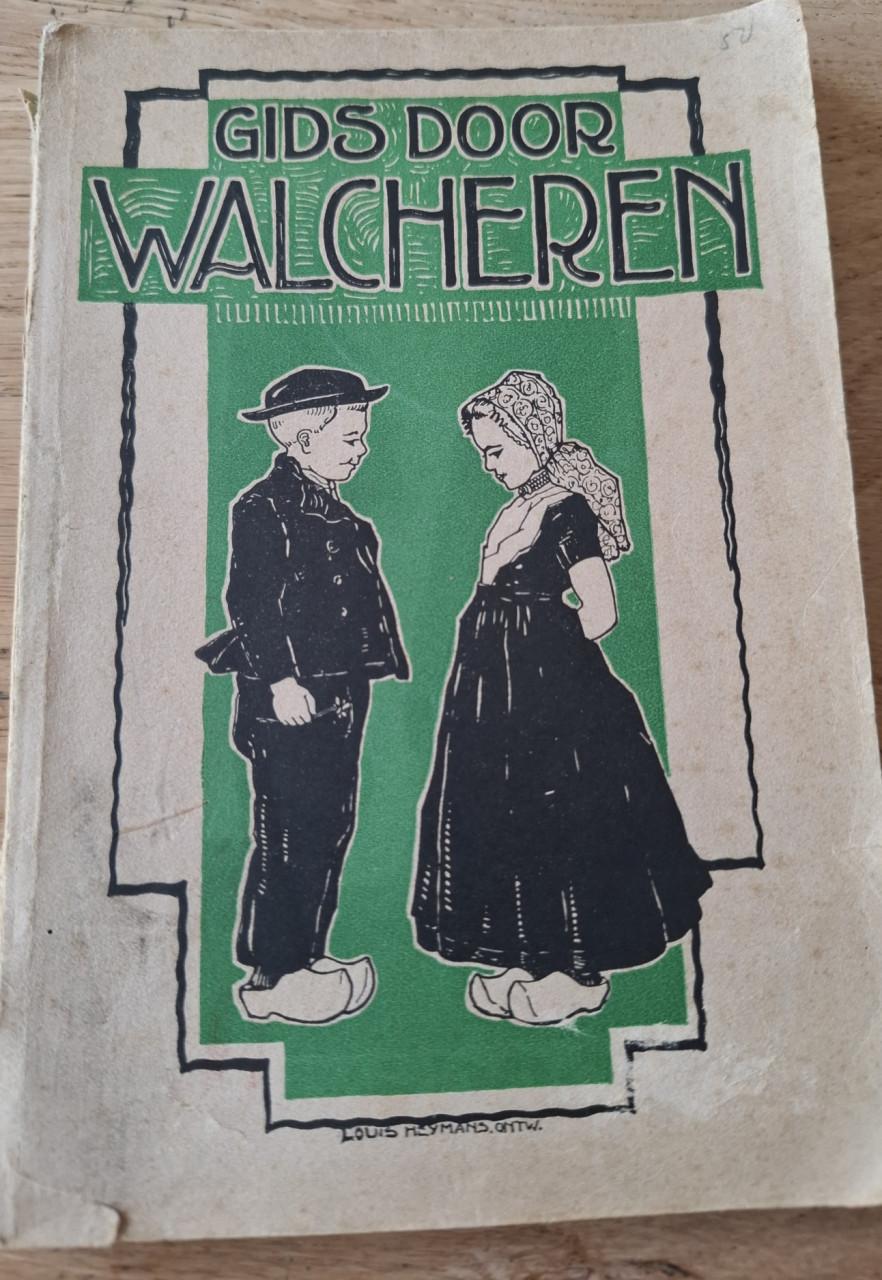 GIDS DOOR
WALCHEREN
LOUIS HEYMANS. ONTW.